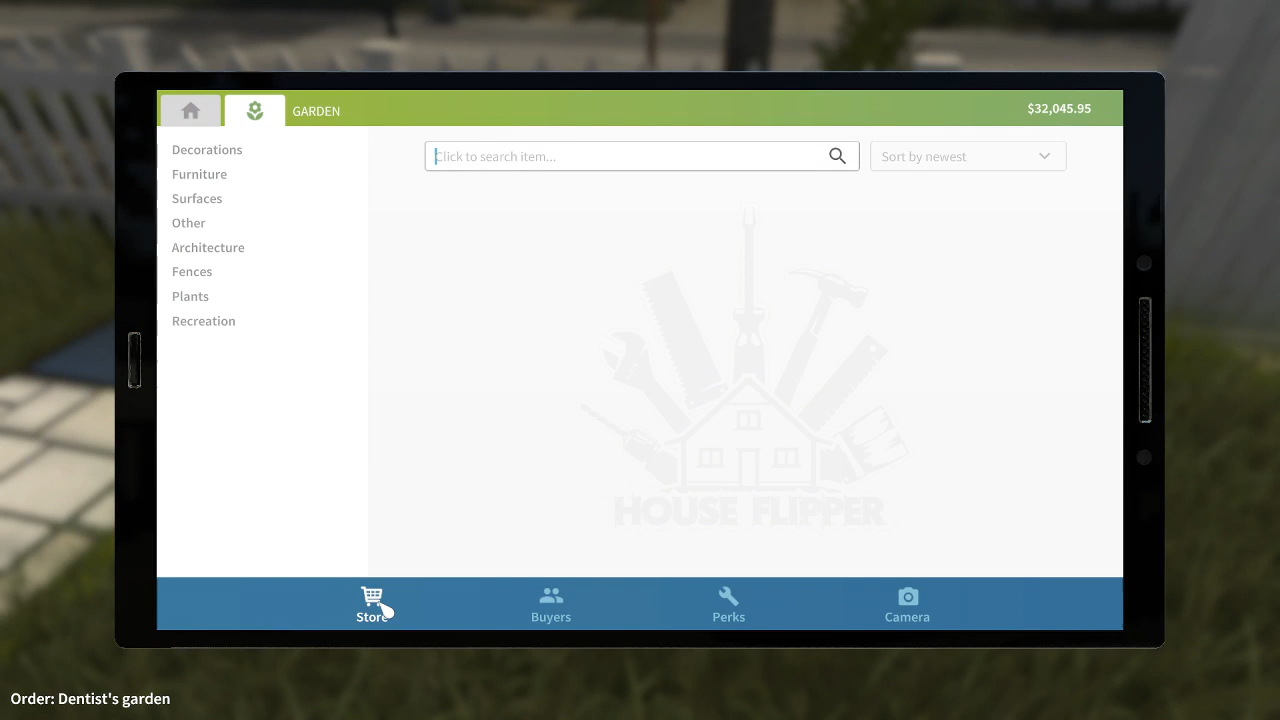 GARDEN
$32,045.95
Decorations
Furniture
Surfaces
Other
Architecture
Fences
Plants
Recreation
Click to search item...
Sort by newest
HOUSE FLIPPER
Store
Buyers
Perks
Camera
Order: Dentist's garden